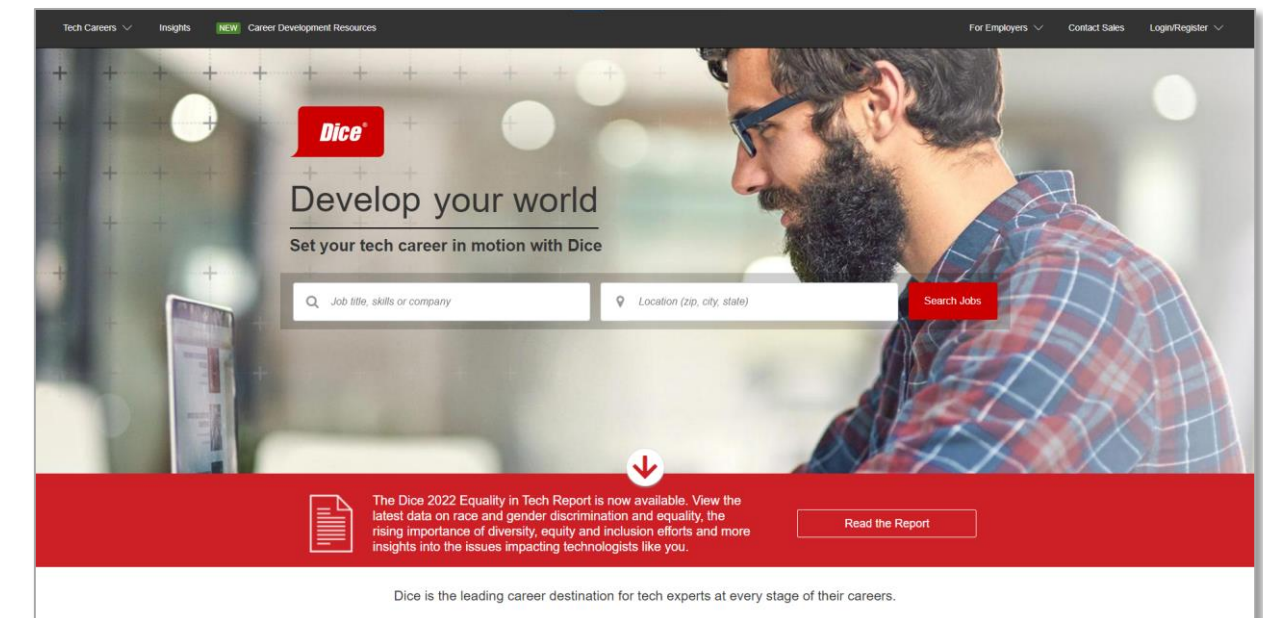 Tech Careers Insights NEW Career Development Resources For Employers Contact Sales Login/Register
Dice®
Develop your world
Set your tech career in motion with Dice
Job title, skills or company Location (zip, city, state) Search Jobs
The Dice 2022 Equality in Tech Report is now available. View the
latest data on race and gender discrimination and equality, the
rising importance of diversity, equity and inclusion efforts and more
insights into the issues impacting technologists like you.
Read the Report
Dice is the leading career destination for tech experts at every stage of their careers.